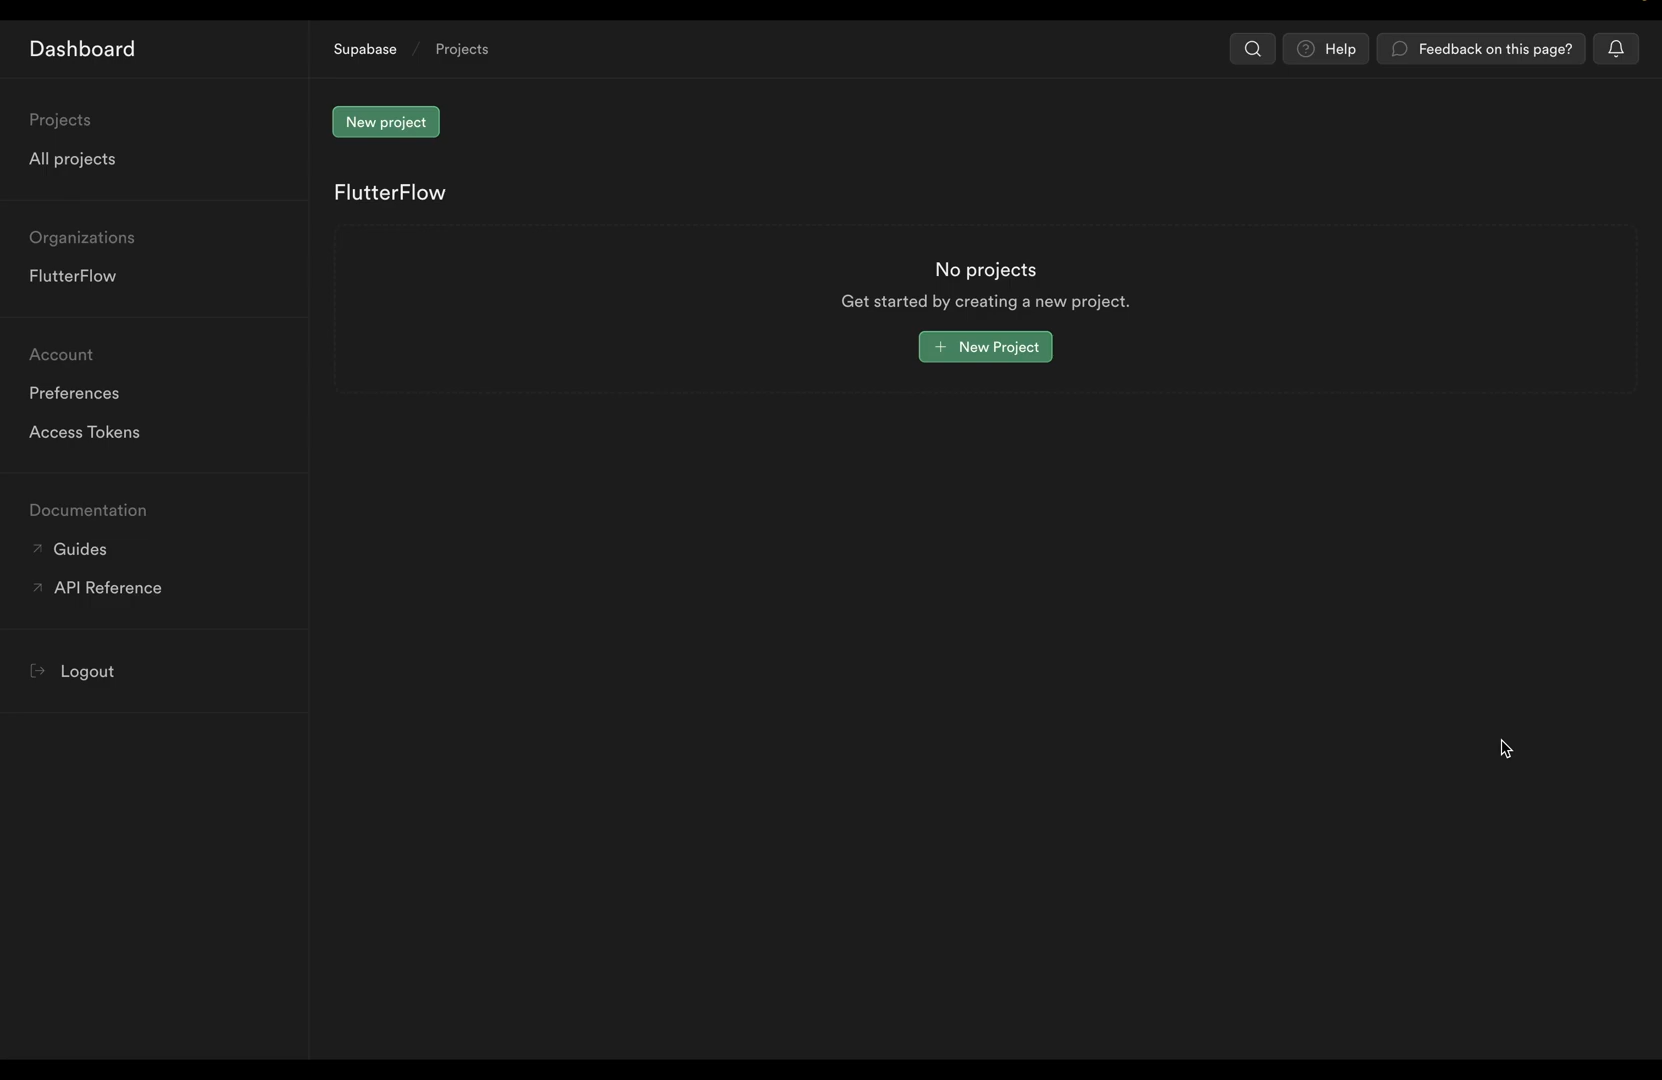 Dashboard
Supabase / Projects
Help
Feedback on this page?
Projects
All projects
Organizations
FlutterFlow
Account
Preferences
Access Tokens
Documentation
Guides
API Reference
Logout
New project
FlutterFlow
No projects
Get started by creating a new project.
+ New Project